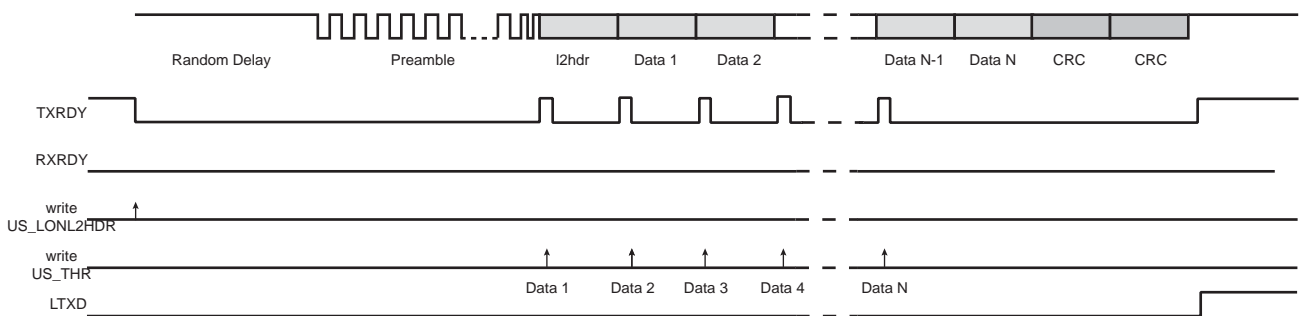 Random Delay Preamble l2hdr Data 1 Data 2 Data N-1 Data N CRC CRC
TXRDY
RXRDY
write
US_LONL2HDR
write
US_THR
Data 1 Data 2 Data 3 Data 4 Data N
LTXD